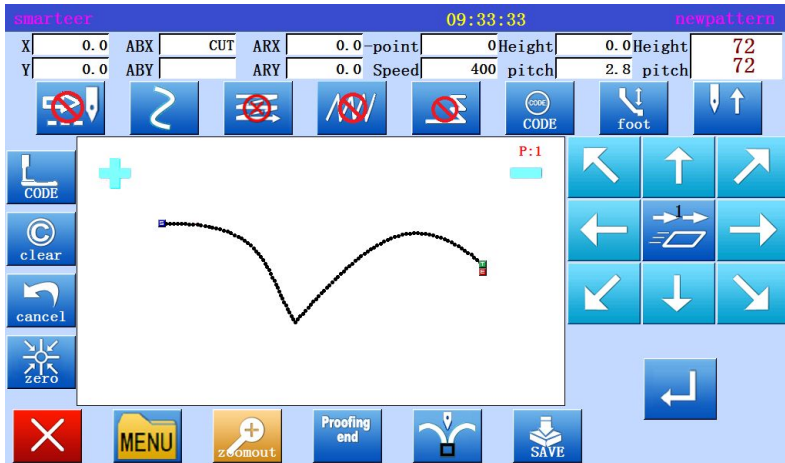 smarteer 09:33:33 newpattern
X 0.0 ABX CUT ARX 0.0 -point 0 Height 0.0 Height 72
Y 0.0 ABY ARY 0.0 Speed 400 pitch 2.8 pitch 72
CODE
CODE foot
P:1
CODE
1
clear
cancel
zero
MENU zoomout Proofing end SAVE